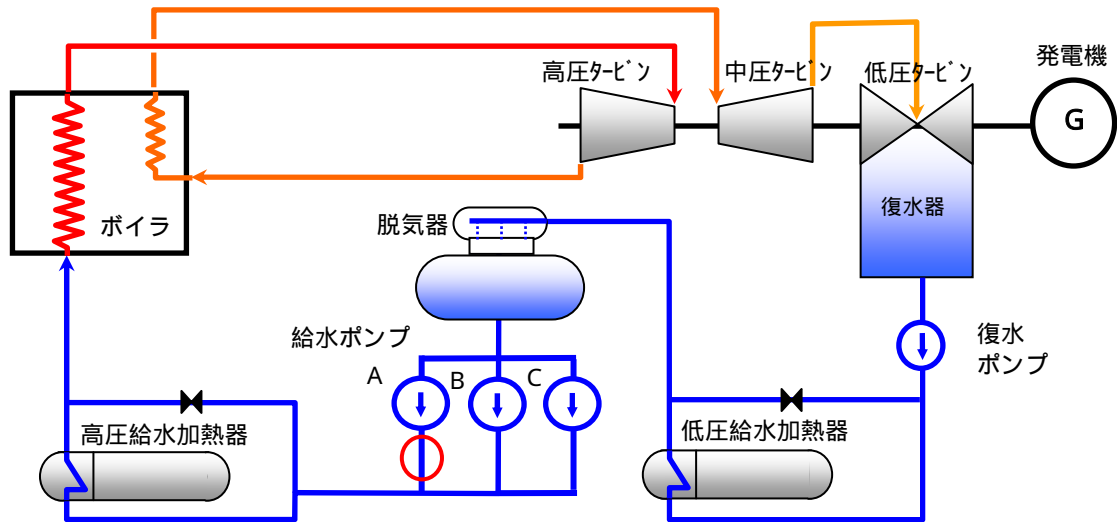 発電機
高圧ﾀｰﾋﾞﾝ
中圧ﾀｰﾋﾞﾝ
低圧ﾀｰﾋﾞﾝ
G
ボイラ
脱気器
復水器
給水ポンプ
復水
ポンプ
A
B
C
高圧給水加熱器
低圧給水加熱器